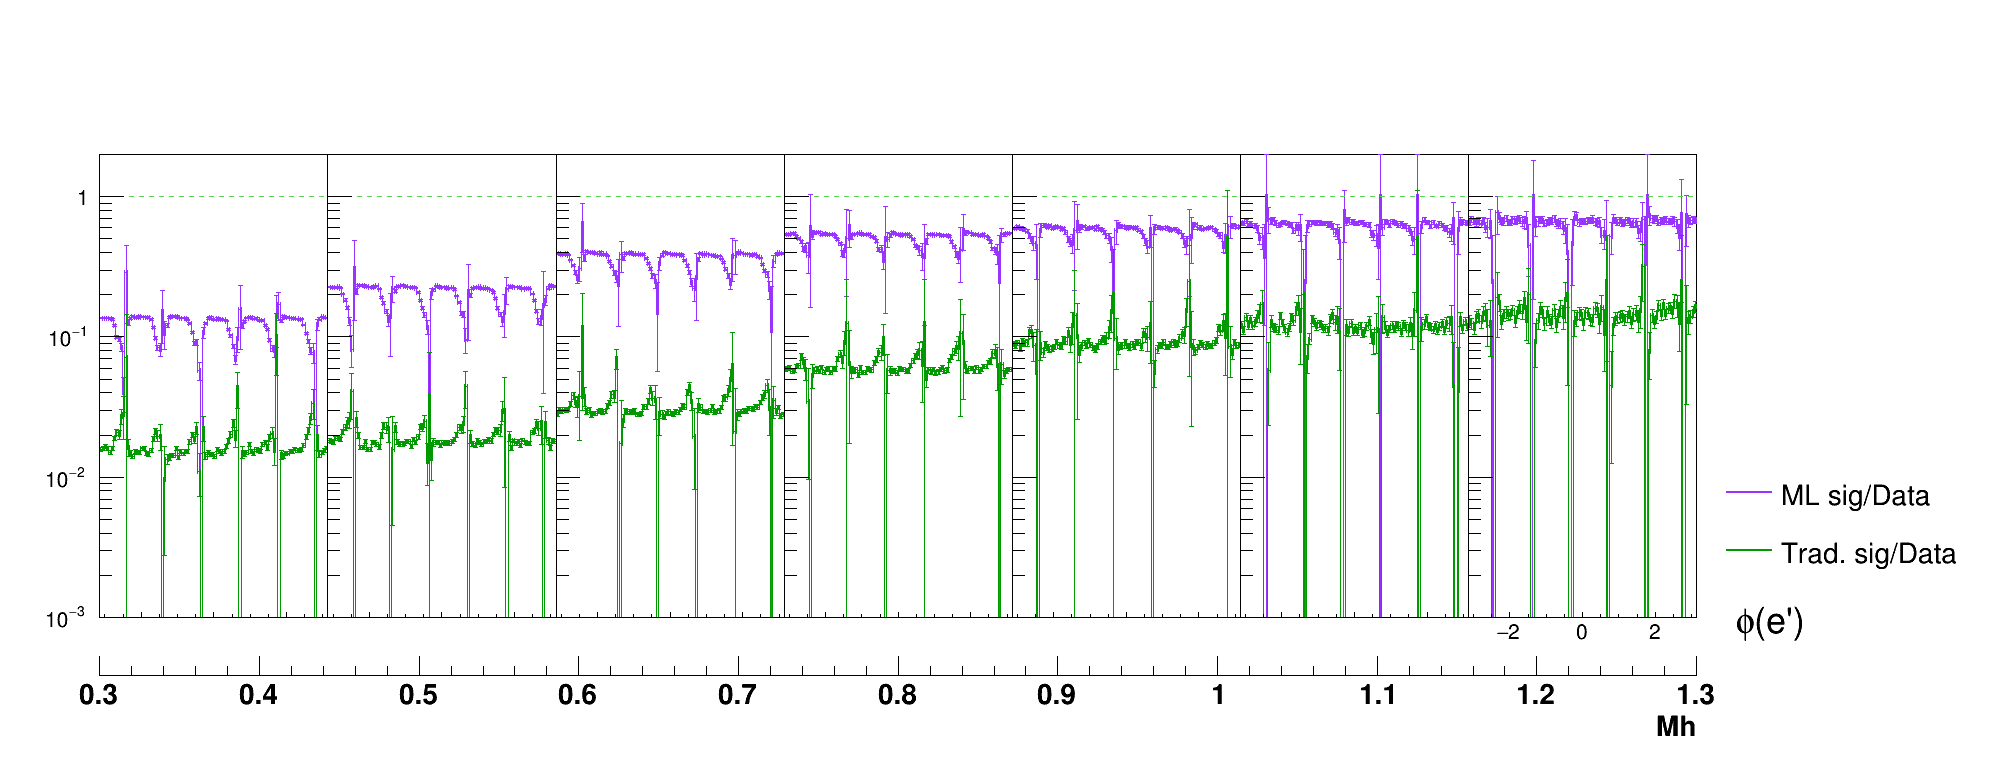 1
10⁻¹
10⁻²
10⁻³
ML sig/Data
Trad. sig/Data
−2 0 2
ϕ(e')
0.3 0.4 0.5 0.6 0.7 0.8 0.9 1 1.1 1.2 1.3
Mh